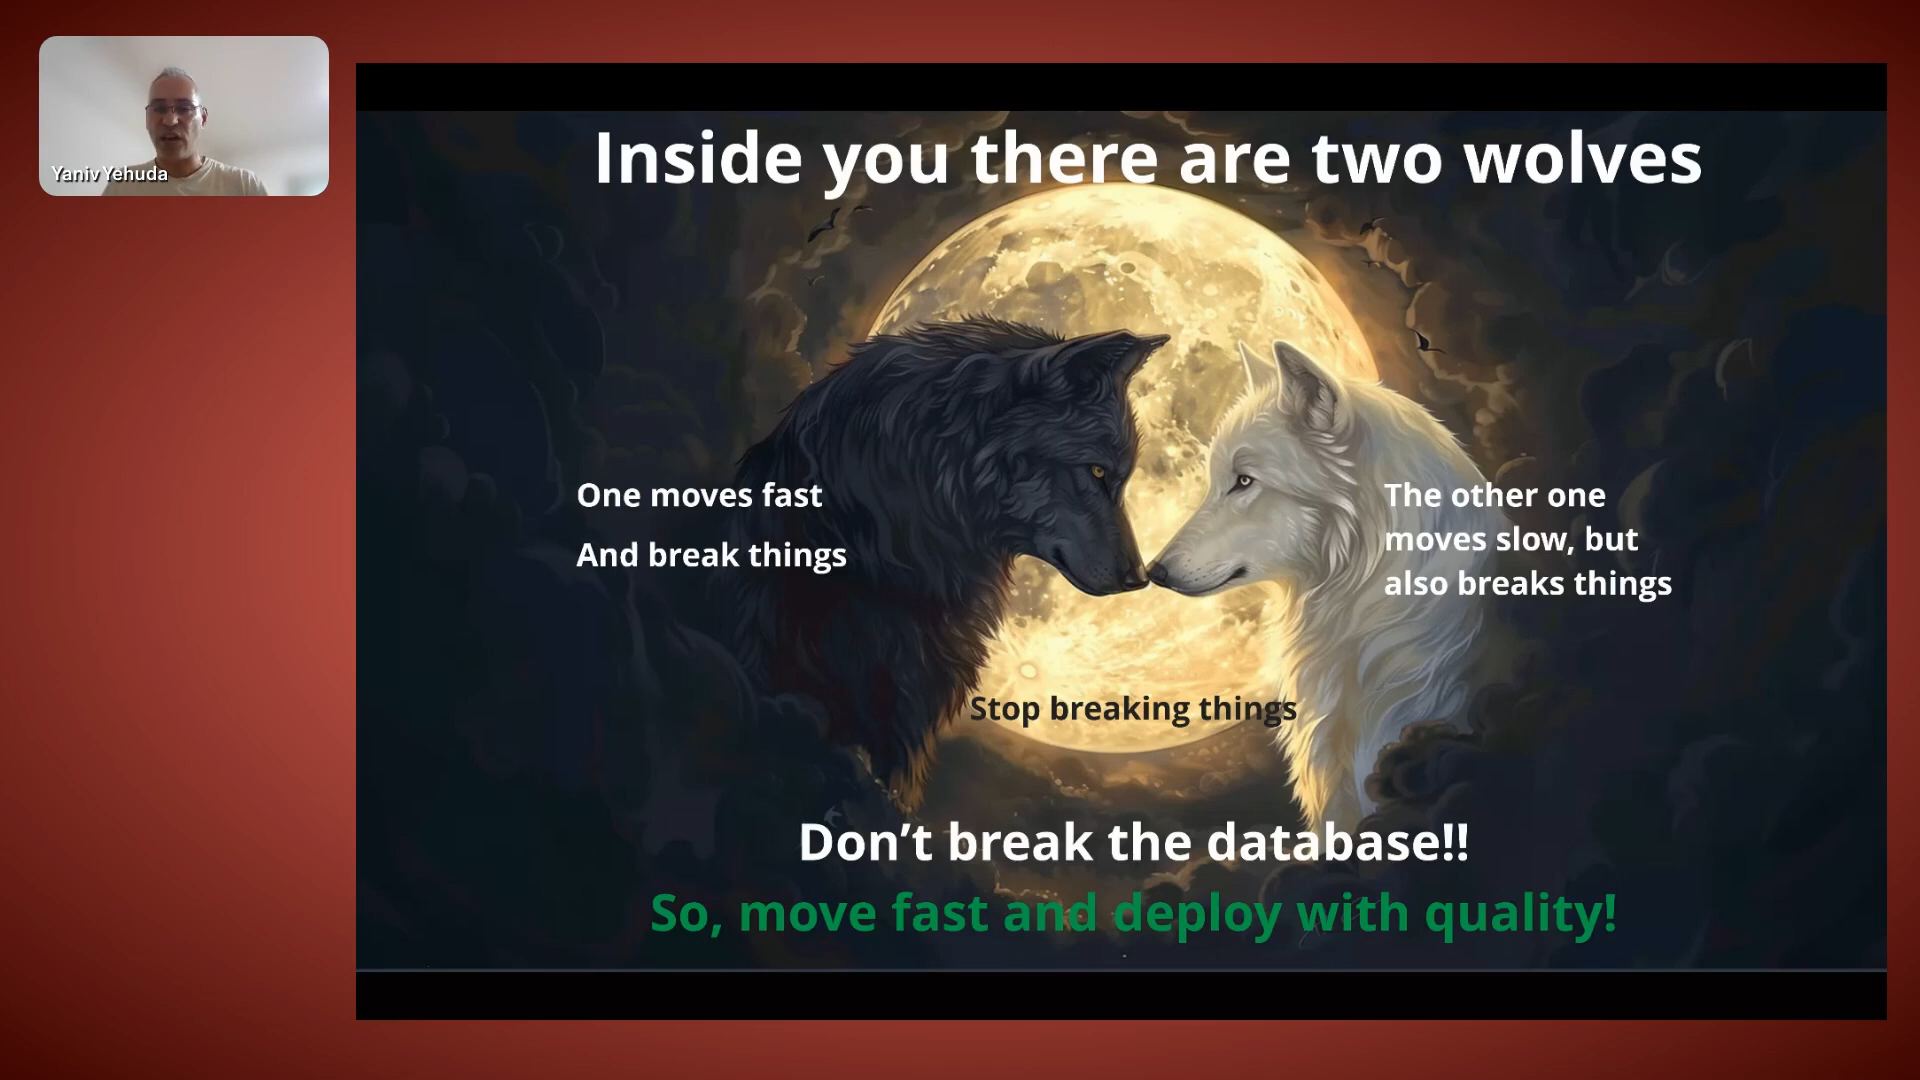 Yaniv Yehuda
Inside you there are two wolves
One moves fast
And break things
The other one
moves slow, but
also breaks things
Stop breaking things
Don’t break the database!!
So, move fast and deploy with quality!